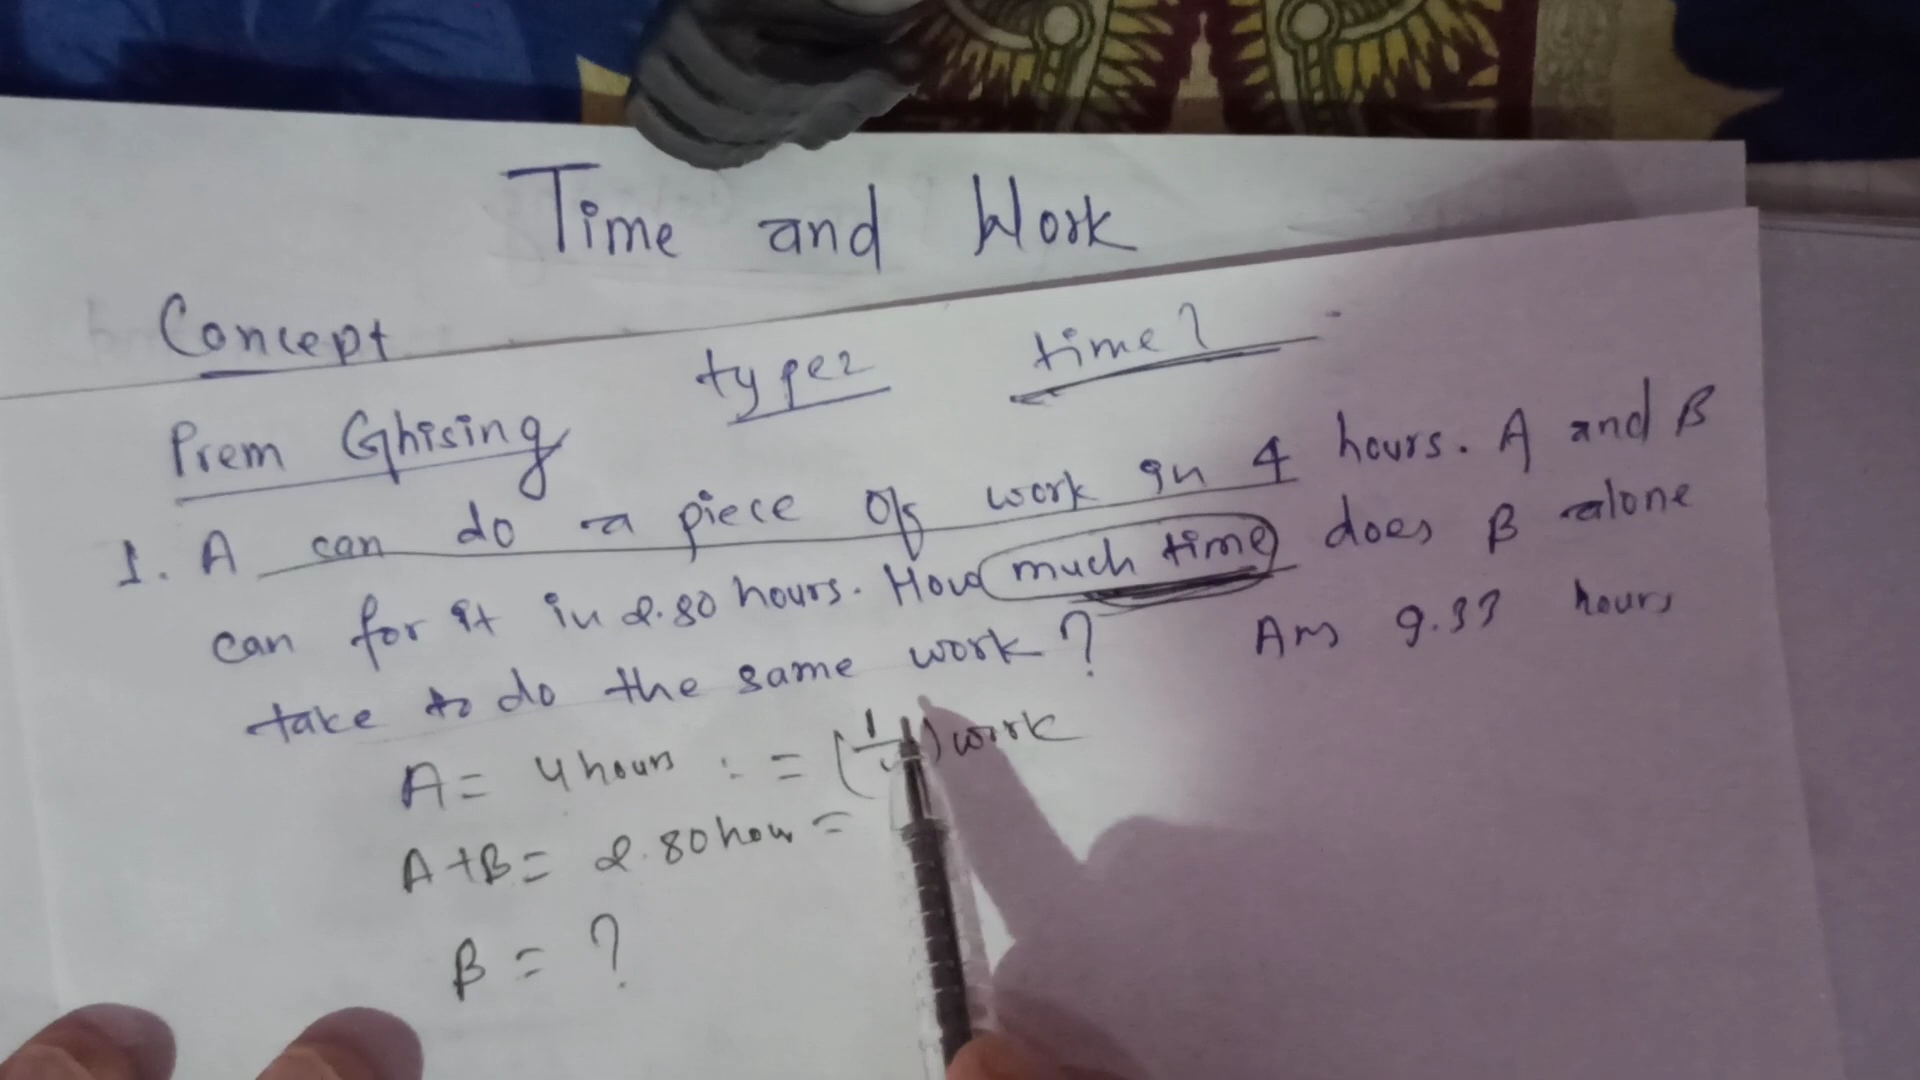 Time and Work
Concept
type2 time?
Prem Ghising
1. A can do a piece of work in 4 hours. A and B
can for it in 2.80 hours. How much time does B alone
take to do the same work? Ans 9.33 hours
A = 4 hours : = (1/) work
A+B = 2.80 hour =
B = ?